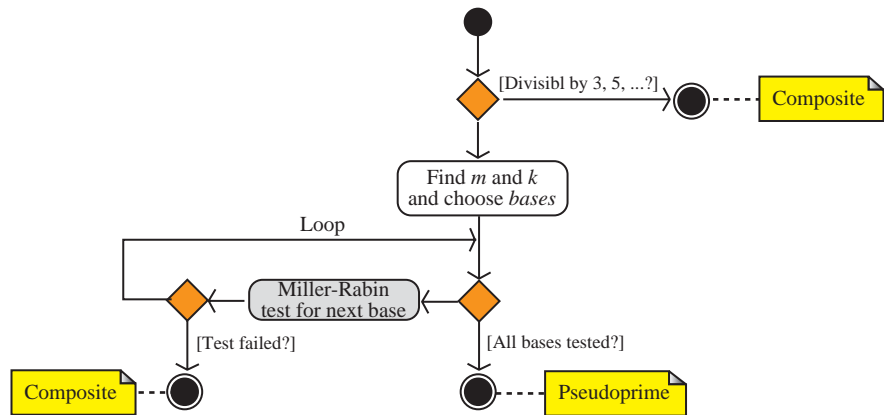 [Divisibl by 3, 5, ...?]
Composite
Find m and k
and choose bases
Loop
Miller-Rabin
test for next base
[Test failed?]
[All bases tested?]
Composite
Pseudoprime